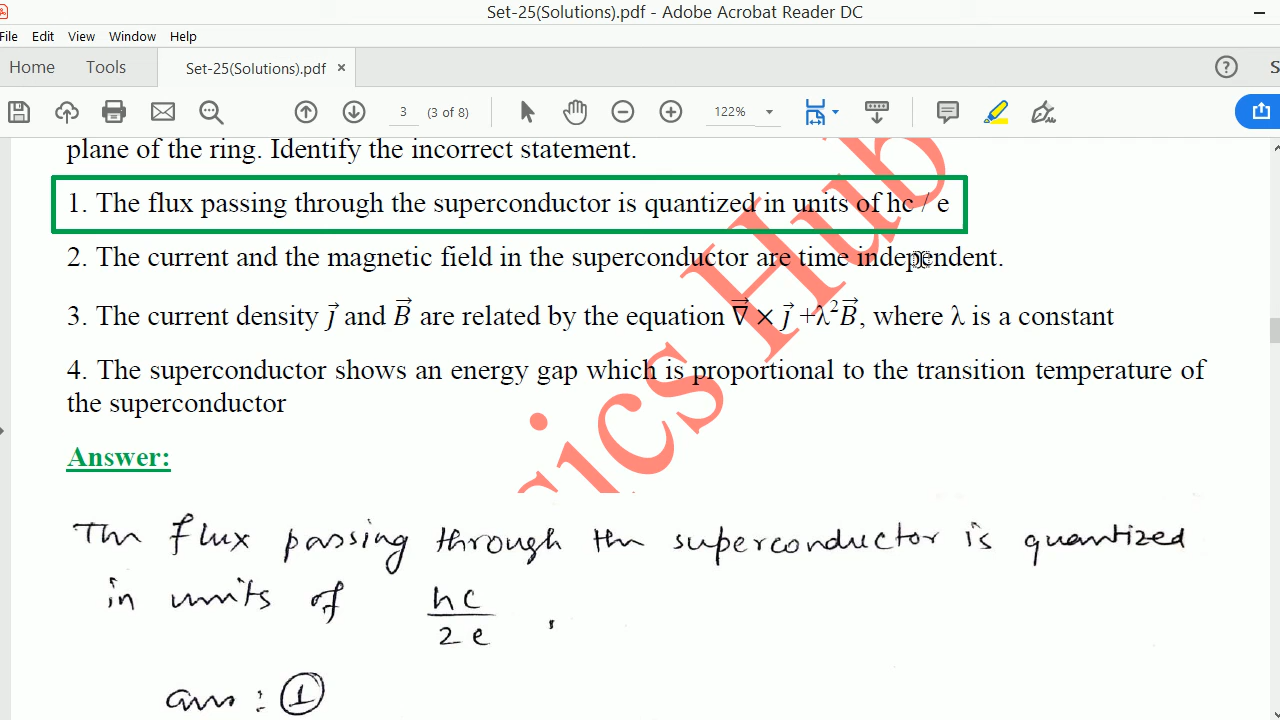 Set-25(Solutions).pdf - Adobe Acrobat Reader DC
File Edit View Window Help
Home Tools Set-25(Solutions).pdf × ?
3 (3 of 8) 122%
plane of the ring. Identify the incorrect statement.
1. The flux passing through the superconductor is quantized in units of hc / e
2. The current and the magnetic field in the superconductor are time independent.
3. The current density j⃗ and B⃗ are related by the equation ∇⃗ × j⃗ +λ²B⃗, where λ is a constant
4. The superconductor shows an energy gap which is proportional to the transition temperature of
the superconductor
ics Hub
Answer:
The flux passing through the superconductor is quantized
in units of hc/2e .
ans : ①